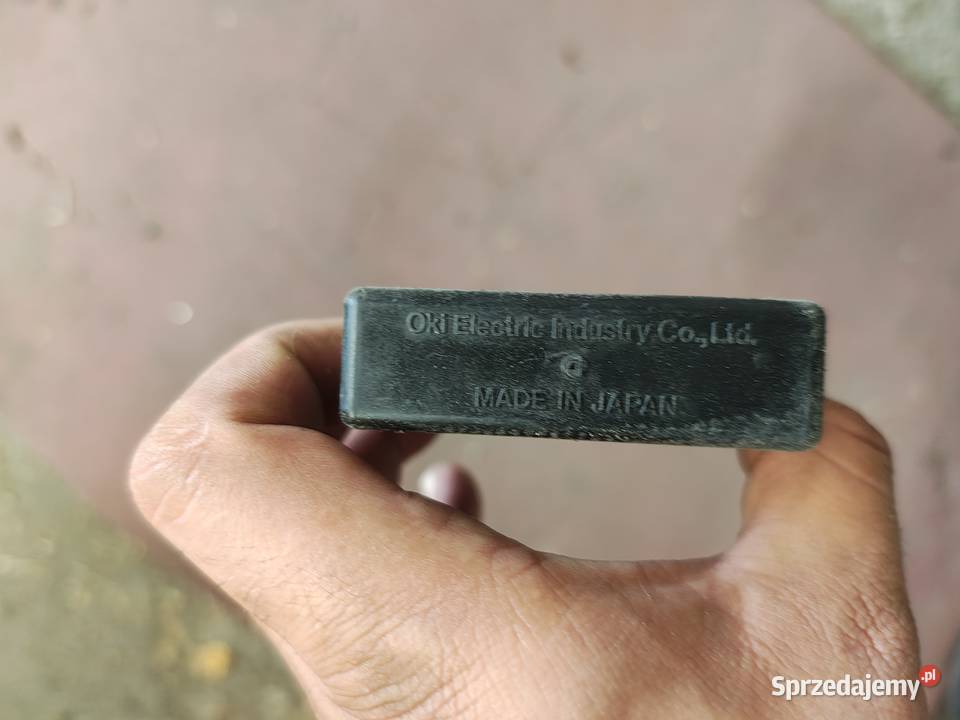 Oki Electric Industry Co., Ltd.
G
MADE IN JAPAN
Sprzedajemy.pl